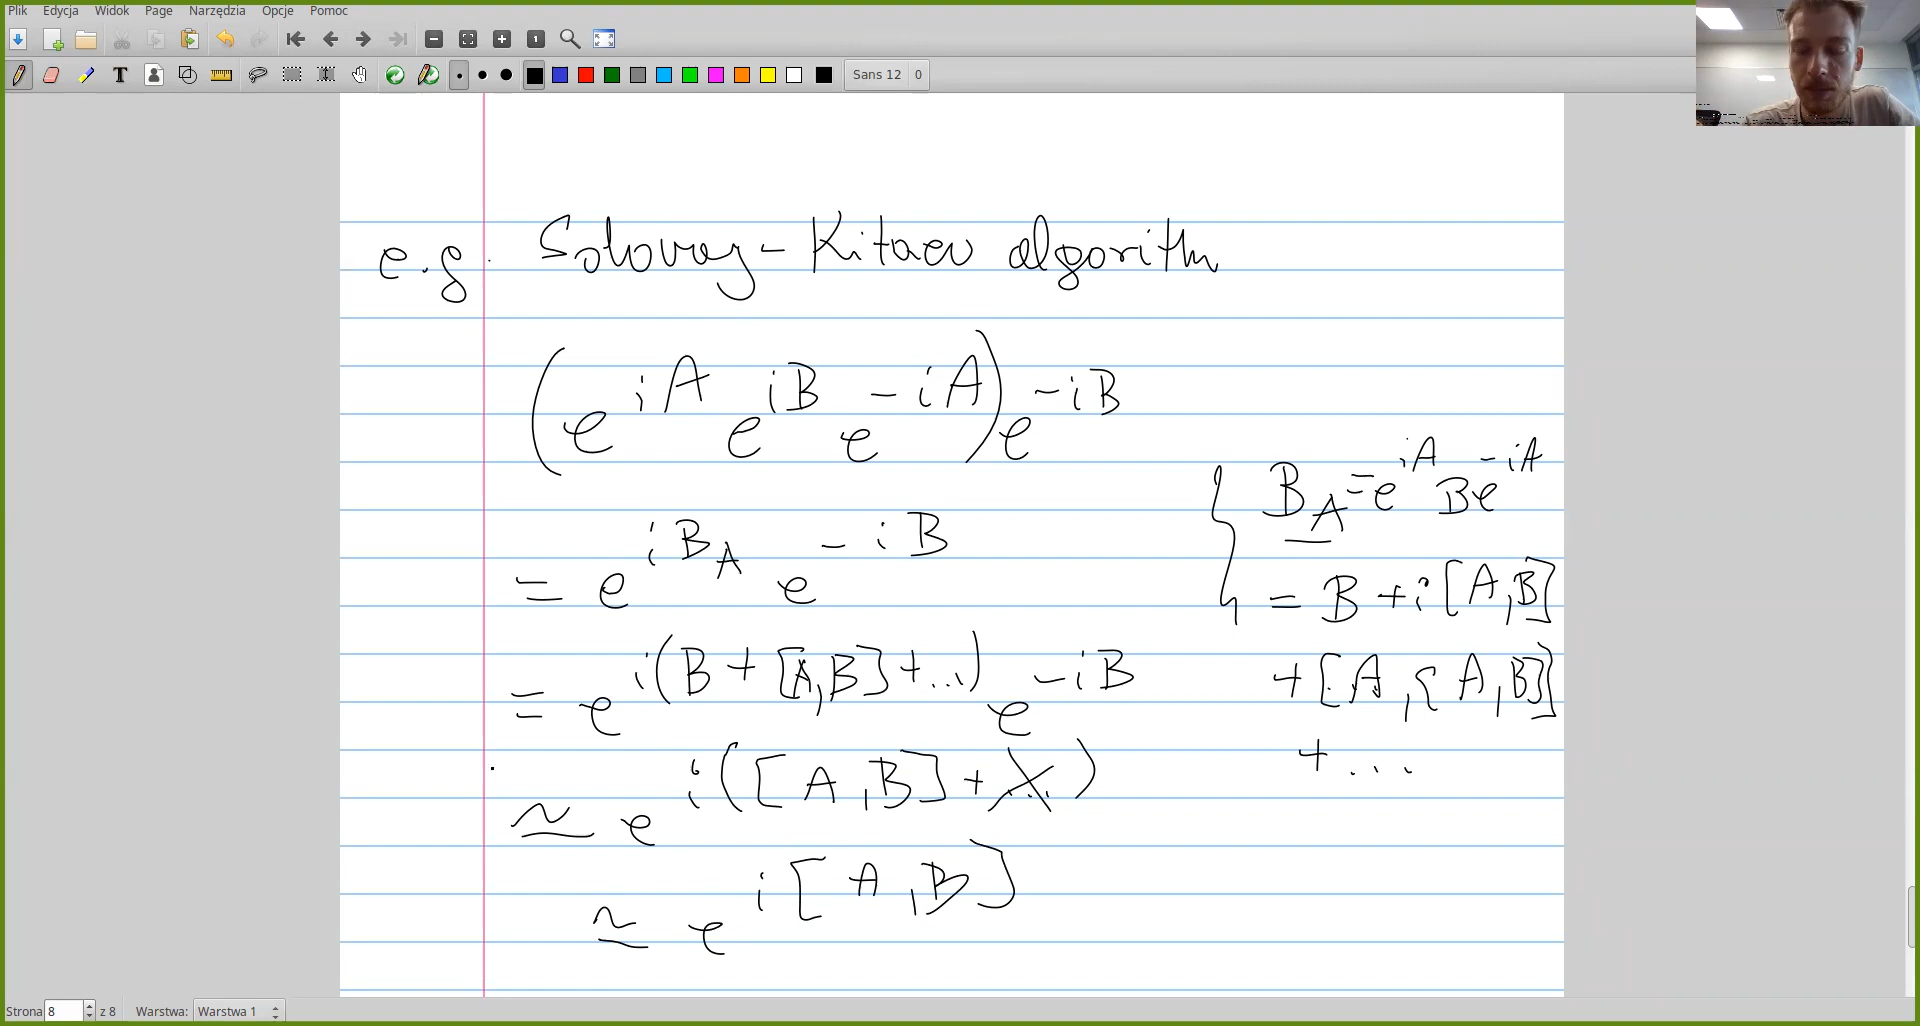 Plik Edycja Widok Page Narzędzia Opcje Pomoc
Sans 12 0
e.g. Solovay-Kitaev algorithm
(e^{iA} e^{iB} e^{-iA}) e^{-iB}
= e^{iB_A} e^{-iB}
= e^{i(B + [A,B] + ...)} e^{-iB}
≃ e^{i([A,B] + ...)}
≃ e^{i[A,B]}
{ B_A = e^{iA} B e^{-iA}
= B + i[A,B]
+ [A,[A,B]]
+ ...
Strona 8 z 8 Warstwa: Warstwa 1